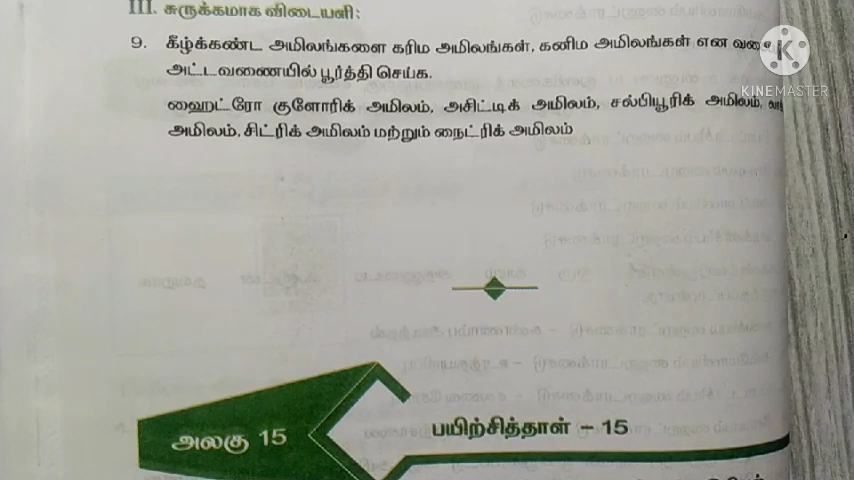 III. சுருக்கமாக விடையளி:
9. கீழ்க்கண்ட அமிலங்களை கரிம அமிலங்கள், கனிம அமிலங்கள் என
KINEMASTER
அட்டவணையில் பூர்த்தி செய்க.
ஹைட்ரோ குளோரிக் அமிலம், அசிட்டிக் அமிலம், சல்பியூரிக் அமிலம்,
அமிலம், சிட்ரிக் அமிலம் மற்றும் நைட்ரிக் அமிலம்
அலகு 15
பயிற்சித்தாள் – 15